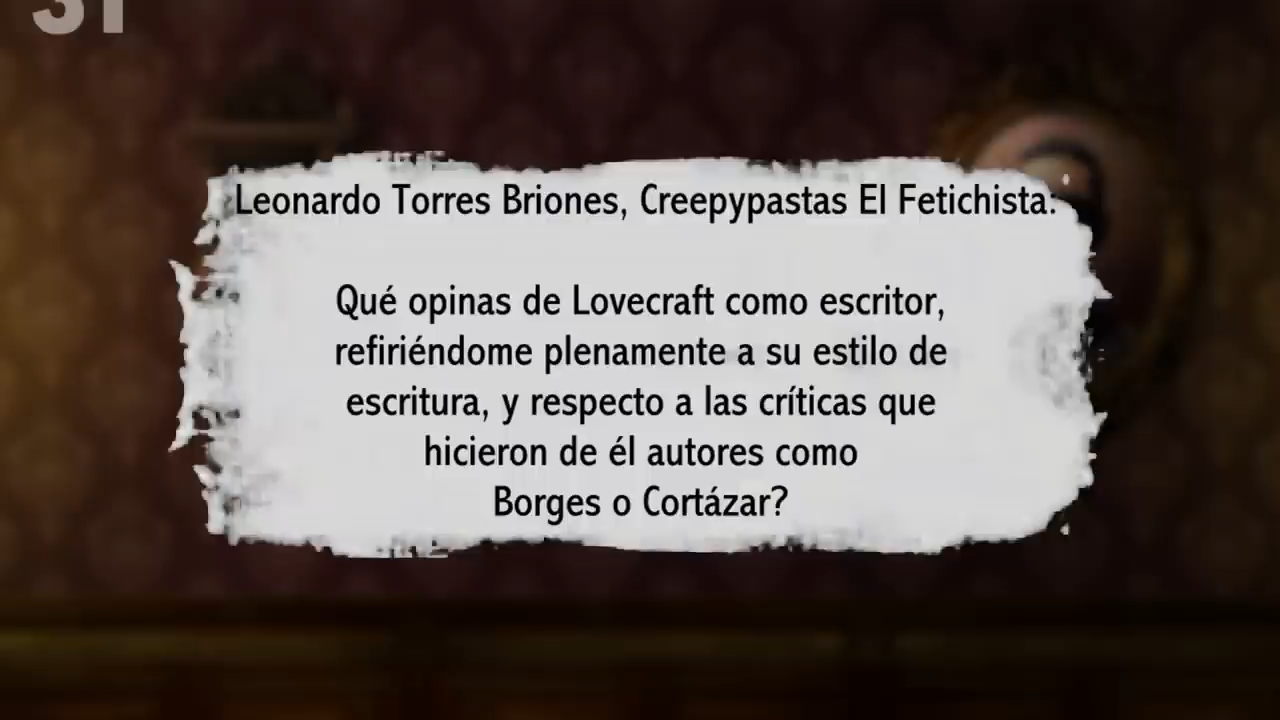 31
Leonardo Torres Briones, Creepypastas El Fetichista:
Qué opinas de Lovecraft como escritor,
refiriéndome plenamente a su estilo de
escritura, y respecto a las críticas que
hicieron de él autores como
Borges o Cortázar?